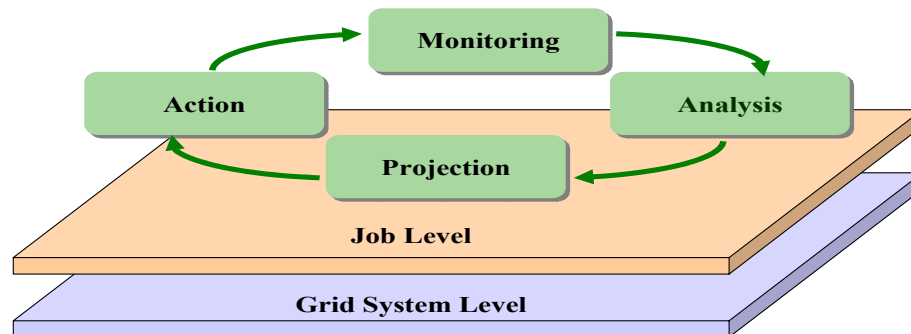 Monitoring
Action
Analysis
Projection
Job Level
Grid System Level